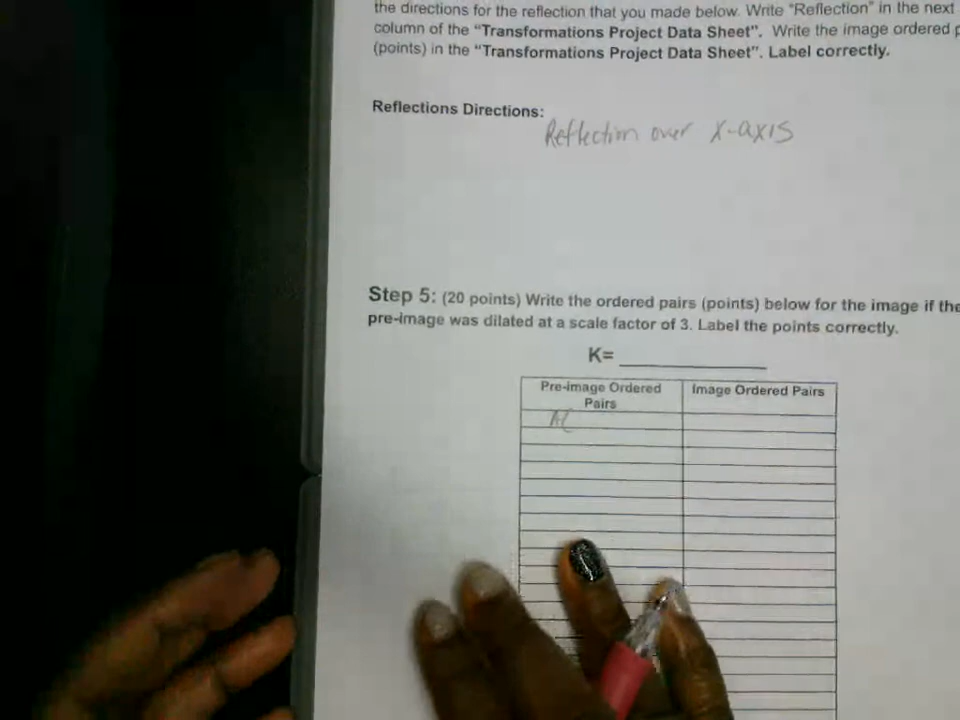 the directions for the reflection that you made below. Write "Reflection" in the next
column of the "Transformations Project Data Sheet". Write the image ordered p
(points) in the "Transformations Project Data Sheet". Label correctly.
Reflections Directions:
Reflection over x-axis
Step 5: (20 points) Write the ordered pairs (points) below for the image if the
pre-image was dilated at a scale factor of 3. Label the points correctly.
K=
Pre-image Ordered Pairs
Image Ordered Pairs